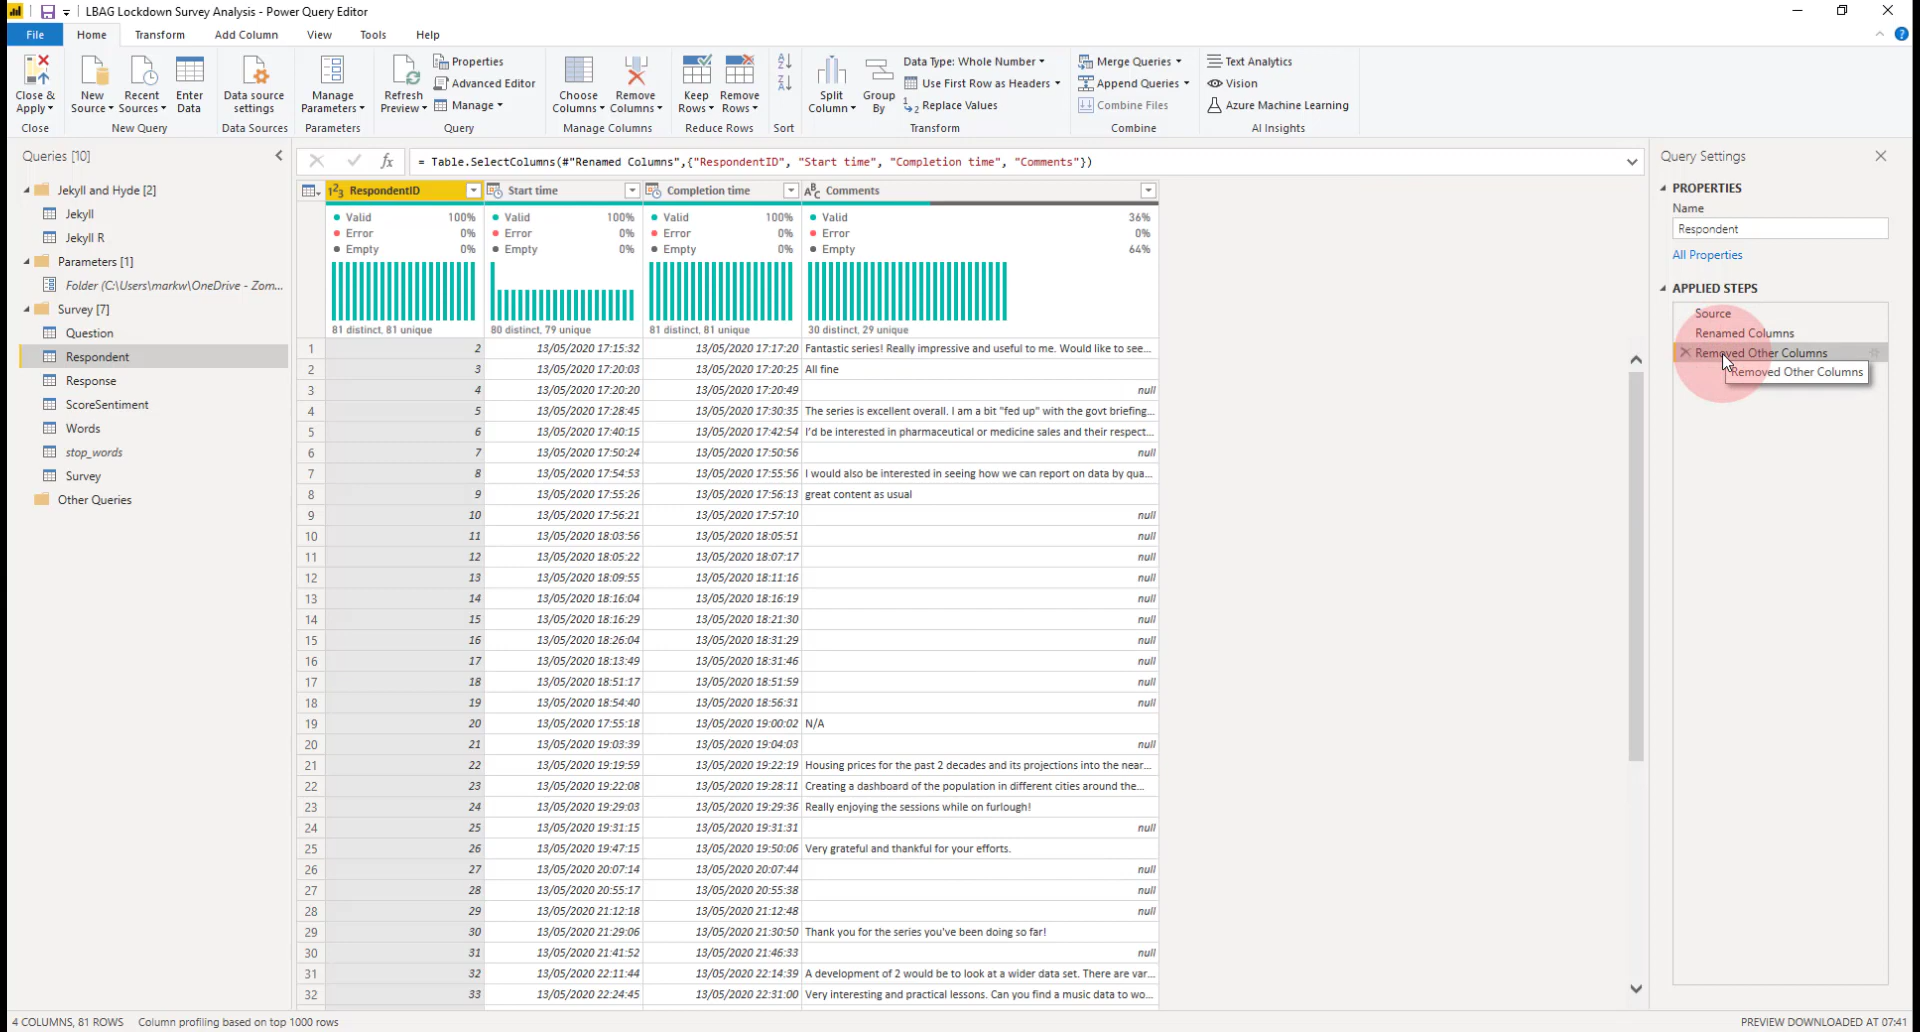 LBAG Lockdown Survey Analysis - Power Query Editor
File Home Transform Add Column View Tools Help
Close & Apply
Close
New Source
Recent Sources
Enter Data
New Query
Data source settings
Data Sources
Manage Parameters
Parameters
Refresh Preview
Properties
Advanced Editor
Manage
Query
Choose Columns
Remove Columns
Manage Columns
Keep Rows
Remove Rows
Reduce Rows
Sort
Split Column
Group By
Data Type: Whole Number
Use First Row as Headers
Replace Values
Transform
Merge Queries
Append Queries
Combine Files
Combine
Text Analytics
Vision
Azure Machine Learning
AI Insights
Queries [10]
Jekyll and Hyde [2]
Jekyll
Jekyll R
Parameters [1]
Folder (C:\Users\markw\OneDrive - Zom...
Survey [7]
Question
Respondent
Response
ScoreSentiment
Words
stop_words
Survey
Other Queries
fx = Table.SelectColumns(#"Renamed Columns",{"RespondentID", "Start time", "Completion time", "Comments"})
123 RespondentID Start time Completion time ABC Comments
Valid 100% Valid 100% Valid 100% Valid 36%
Error 0% Error 0% Error 0% Error 0%
Empty 0% Empty 0% Empty 0% Empty 64%
81 distinct, 81 unique 80 distinct, 79 unique 81 distinct, 81 unique 30 distinct, 29 unique
1 2 13/05/2020 17:15:32 13/05/2020 17:17:20 Fantastic series! Really impressive and useful to me. Would like to see...
2 3 13/05/2020 17:20:03 13/05/2020 17:20:25 All fine
3 4 13/05/2020 17:20:20 13/05/2020 17:20:49 null
4 5 13/05/2020 17:28:45 13/05/2020 17:30:35 The series is excellent overall. I am a bit "fed up" with the govt briefing...
5 6 13/05/2020 17:40:15 13/05/2020 17:42:54 I'd be interested in pharmaceutical or medicine sales and their respect...
6 7 13/05/2020 17:50:24 13/05/2020 17:50:56 null
7 8 13/05/2020 17:54:53 13/05/2020 17:55:56 I would also be interested in seeing how we can report on data by qua...
8 9 13/05/2020 17:55:26 13/05/2020 17:56:13 great content as usual
9 10 13/05/2020 17:56:21 13/05/2020 17:57:10 null
10 11 13/05/2020 18:03:56 13/05/2020 18:05:51 null
11 12 13/05/2020 18:05:22 13/05/2020 18:07:17 null
12 13 13/05/2020 18:09:55 13/05/2020 18:11:16 null
13 14 13/05/2020 18:16:04 13/05/2020 18:16:19 null
14 15 13/05/2020 18:16:29 13/05/2020 18:21:30 null
15 16 13/05/2020 18:26:04 13/05/2020 18:31:29 null
16 17 13/05/2020 18:13:49 13/05/2020 18:31:46 null
17 18 13/05/2020 18:51:17 13/05/2020 18:51:59 null
18 19 13/05/2020 18:54:40 13/05/2020 18:56:31 null
19 20 13/05/2020 17:55:18 13/05/2020 19:00:02 N/A
20 21 13/05/2020 19:03:39 13/05/2020 19:04:03 null
21 22 13/05/2020 19:19:59 13/05/2020 19:22:19 Housing prices for the past 2 decades and its projections into the near...
22 23 13/05/2020 19:22:08 13/05/2020 19:28:11 Creating a dashboard of the population in different cities around the...
23 24 13/05/2020 19:29:03 13/05/2020 19:29:36 Really enjoying the sessions while on furlough!
24 25 13/05/2020 19:31:15 13/05/2020 19:31:31 null
25 26 13/05/2020 19:47:15 13/05/2020 19:50:06 Very grateful and thankful for your efforts.
26 27 13/05/2020 20:07:14 13/05/2020 20:07:44 null
27 28 13/05/2020 20:55:17 13/05/2020 20:55:38 null
28 29 13/05/2020 21:12:18 13/05/2020 21:12:48 null
29 30 13/05/2020 21:29:06 13/05/2020 21:30:50 Thank you for the series you've been doing so far!
30 31 13/05/2020 21:41:52 13/05/2020 21:46:33 null
31 32 13/05/2020 22:11:44 13/05/2020 22:14:39 A development of 2 would be to look at a wider data set. There are var...
32 33 13/05/2020 22:24:45 13/05/2020 22:31:00 Very interesting and practical lessons. Can you find a music data to wo...
Query Settings
PROPERTIES
Name
Respondent
All Properties
APPLIED STEPS
Source
Renamed Columns
Removed Other Columns
Removed Other Columns
4 COLUMNS, 81 ROWS Column profiling based on top 1000 rows
PREVIEW DOWNLOADED AT 07:41